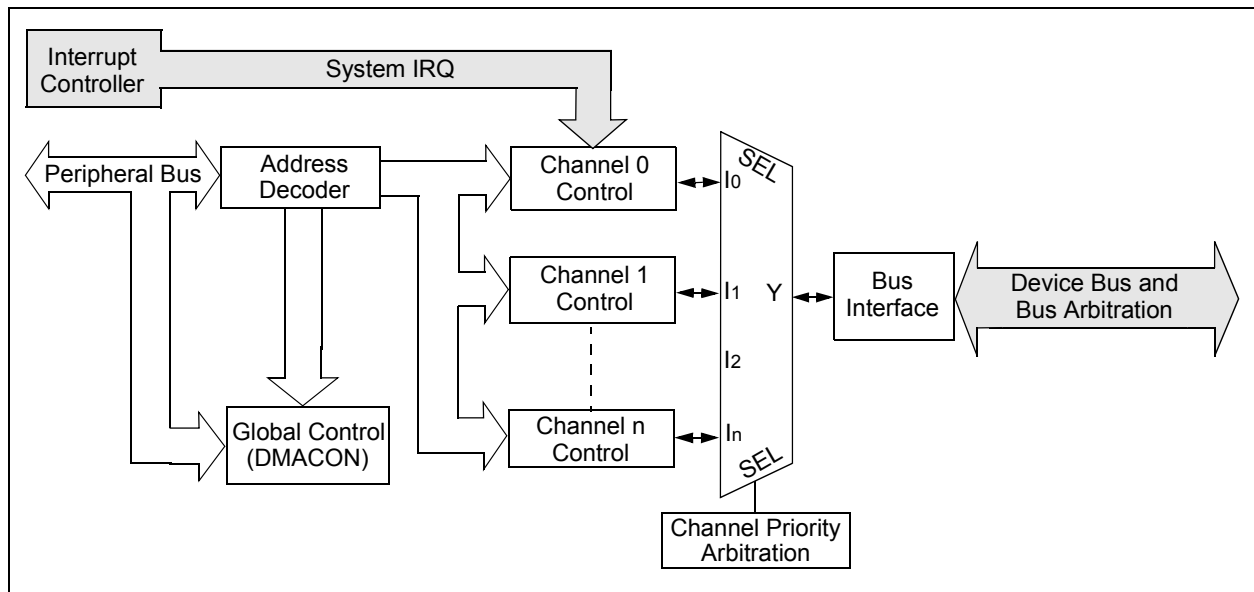 Interrupt
Controller
System IRQ
Peripheral Bus
Address
Decoder
Channel 0
Control
SEL
I0
Channel 1
Control
I1
Y
Bus
Interface
Device Bus and
Bus Arbitration
I2
Global Control
(DMACON)
Channel n
Control
In
SEL
Channel Priority
Arbitration